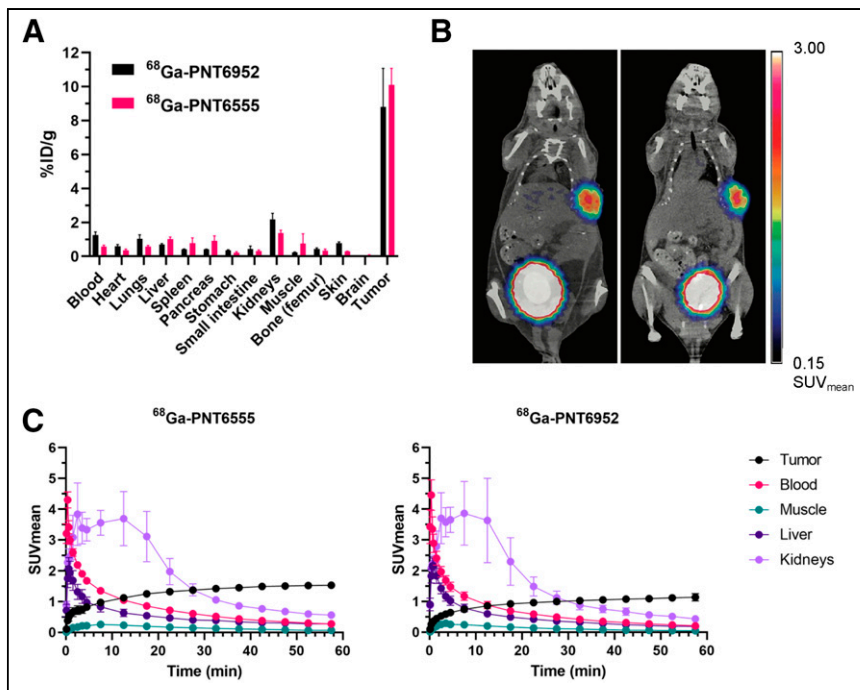 A
12
10
8
6
4
2
0
%ID/g
⁶⁸Ga-PNT6952
⁶⁸Ga-PNT6555
Blood
Heart
Lungs
Liver
Spleen
Pancreas
Stomach
Small intestine
Kidneys
Muscle
Bone (femur)
Skin
Brain
Tumor
B
3.00
0.15
SUVmean
C
⁶⁸Ga-PNT6555
6
5
4
3
2
1
0
SUVmean
0 10 20 30 40 50 60
Time (min)
⁶⁸Ga-PNT6952
6
5
4
3
2
1
0
SUVmean
0 10 20 30 40 50 60
Time (min)
Tumor
Blood
Muscle
Liver
Kidneys